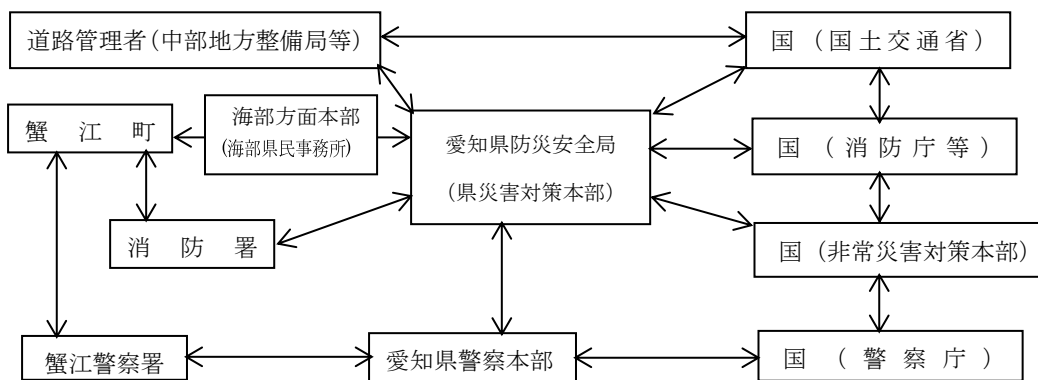 道路管理者(中部地方整備局等)
国(国土交通省)
蟹江町
海部方面本部
(海部県民事務所)
愛知県防災安全局
(県災害対策本部)
国(消防庁等)
消防署
国(非常災害対策本部)
蟹江警察署
愛知県警察本部
国(警察庁)